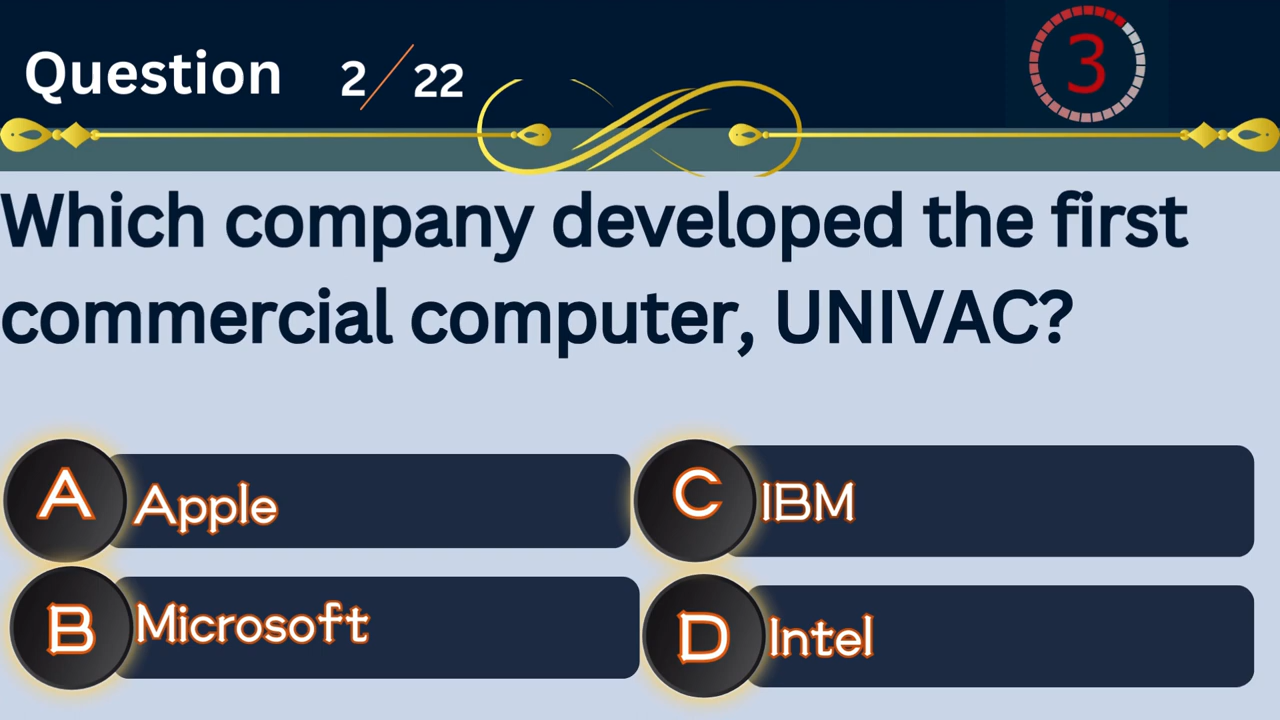 Question 2/22
3
Which company developed the first
commercial computer, UNIVAC?
A Apple
C IBM
B Microsoft
D Intel